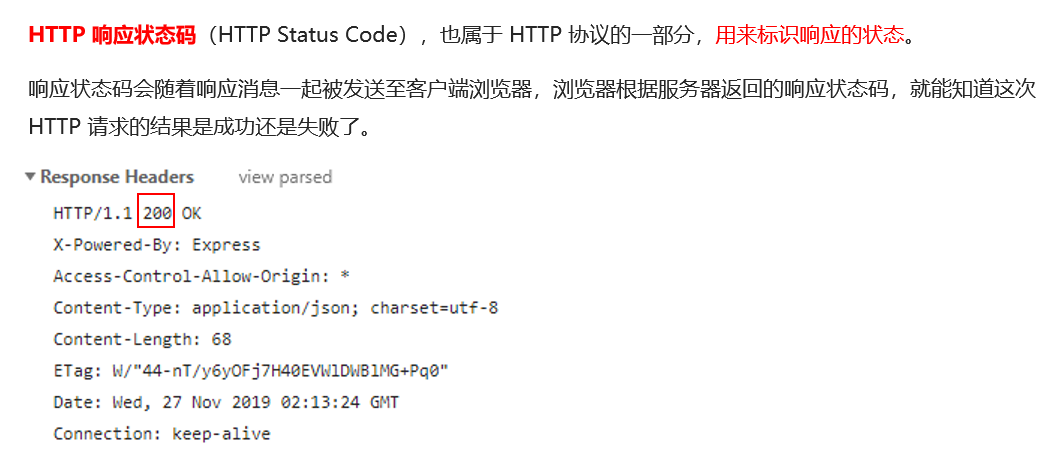 HTTP 响应状态码（HTTP Status Code），也属于 HTTP 协议的一部分，用来标识响应的状态。
响应状态码会随着响应消息一起被发送至客户端浏览器，浏览器根据服务器返回的响应状态码，就能知道这次
HTTP 请求的结果是成功还是失败了。
Response Headers view parsed
HTTP/1.1 200 OK
X-Powered-By: Express
Access-Control-Allow-Origin: *
Content-Type: application/json; charset=utf-8
Content-Length: 68
ETag: W/"44-nT/y6yOFj7H40EVWlDWBlMG+Pq0"
Date: Wed, 27 Nov 2019 02:13:24 GMT
Connection: keep-alive